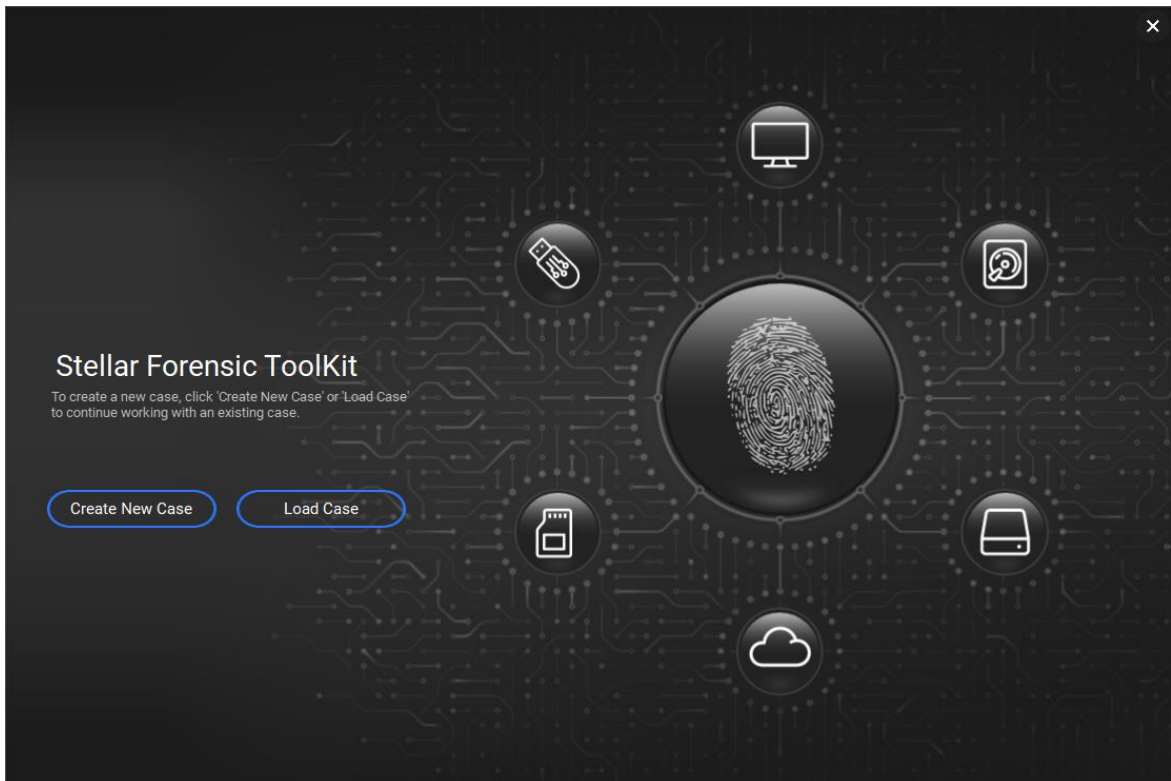 Stellar Forensic ToolKit
To create a new case, click 'Create New Case' or 'Load Case'
to continue working with an existing case.
Create New Case
Load Case